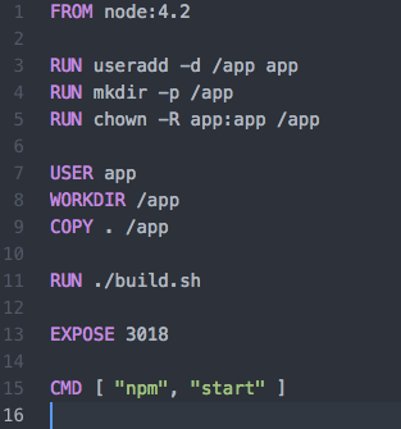 1 FROM node:4.2
2
3 RUN useradd -d /app app
4 RUN mkdir -p /app
5 RUN chown -R app:app /app
6
7 USER app
8 WORKDIR /app
9 COPY . /app
10
11 RUN ./build.sh
12
13 EXPOSE 3018
14
15 CMD [ "npm", "start" ]
16